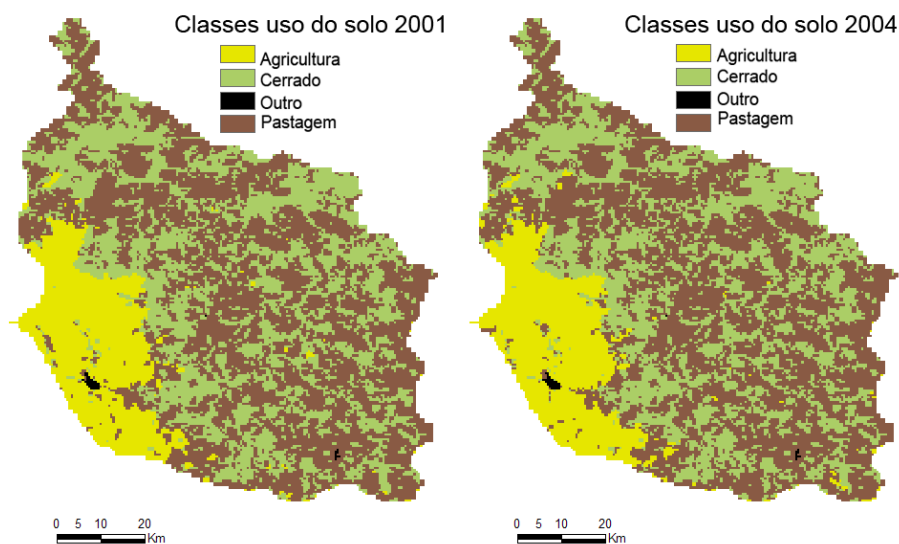 Classes uso do solo 2001
Agricultura
Cerrado
Outro
Pastagem
0 5 10 20
Km
Classes uso do solo 2004
Agricultura
Cerrado
Outro
Pastagem
0 5 10 20
Km